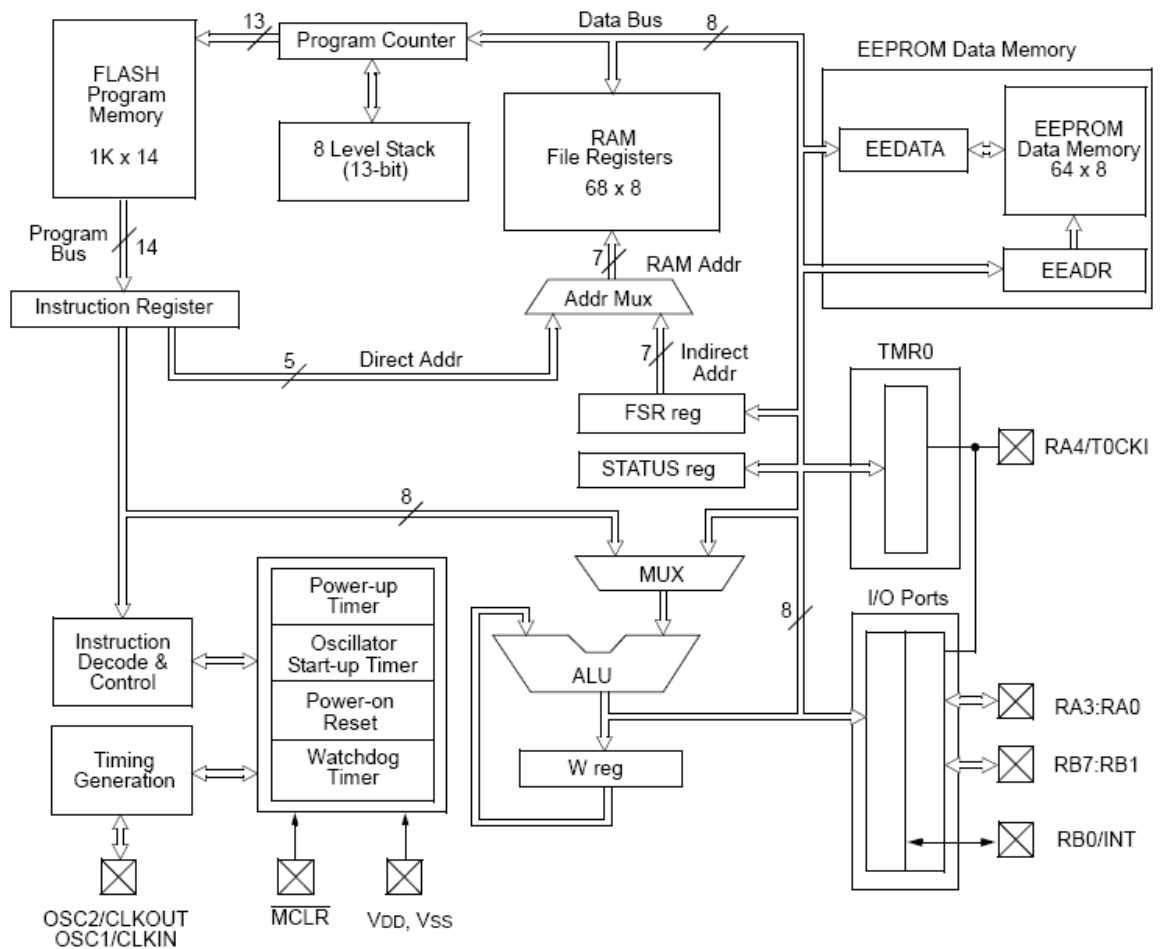 13
Program Counter
Data Bus
8
EEPROM Data Memory
FLASH
Program
Memory
1K x 14
8 Level Stack
(13-bit)
RAM
File Registers
68 x 8
EEDATA
EEPROM
Data Memory
64 x 8
EEADR
Program
Bus
14
7
RAM Addr
Addr Mux
Instruction Register
5
Direct Addr
7
Indirect
Addr
FSR reg
STATUS reg
TMR0
RA4/T0CKI
8
MUX
8
I/O Ports
Power-up
Timer
Oscillator
Start-up Timer
Power-on
Reset
Watchdog
Timer
Instruction
Decode &
Control
Timing
Generation
ALU
W reg
RA3:RA0
RB7:RB1
RB0/INT
OSC2/CLKOUT
OSC1/CLKIN
MCLR
VDD, VSS